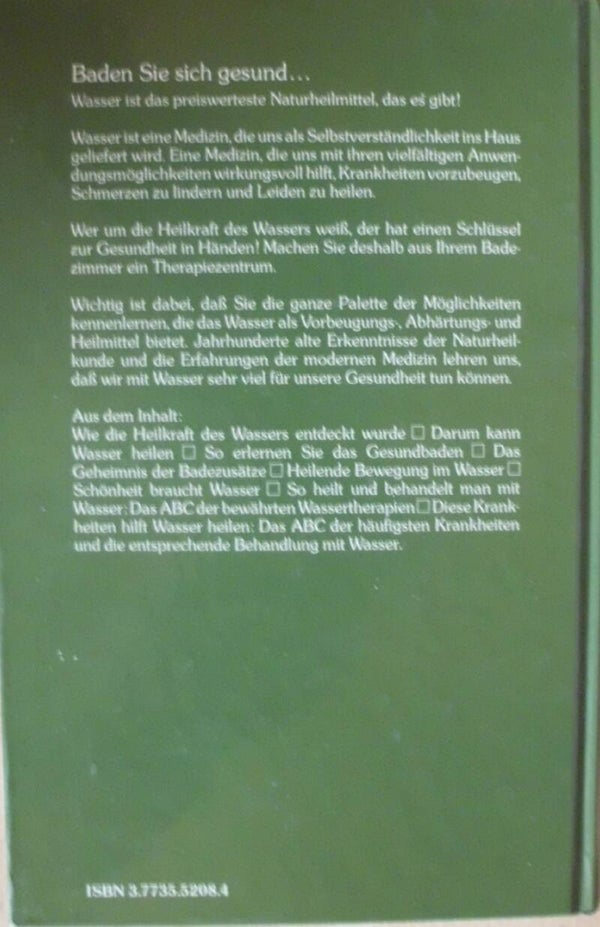 Baden Sie sich gesund...
Wasser ist das preiswerteste Naturheilmittel, das es gibt!
Wasser ist eine Medizin, die uns als Selbstverständlichkeit ins Haus
geliefert wird. Eine Medizin, die uns mit ihren vielfältigen Anwen-
dungsmöglichkeiten wirkungsvoll hilft, Krankheiten vorzubeugen,
Schmerzen zu lindern und Leiden zu heilen.
Wer um die Heilkraft des Wassers weiß, der hat einen Schlüssel
zur Gesundheit in Händen! Machen Sie deshalb aus Ihrem Bade-
zimmer ein Therapiezentrum.
Wichtig ist dabei, daß Sie die ganze Palette der Möglichkeiten
kennenlernen, die das Wasser als Vorbeugungs-, Abhärtungs- und
Heilmittel bietet. Jahrhunderte alte Erkenntnisse der Naturheil-
kunde und die Erfahrungen der modernen Medizin lehren uns,
daß wir mit Wasser sehr viel für unsere Gesundheit tun können.
Aus dem Inhalt:
Wie die Heilkraft des Wassers entdeckt wurde □ Darum kann
Wasser heilen □ So erlernen Sie das Gesundbaden □ Das
Geheimnis der Badezusätze □ Heilende Bewegung im Wasser □
Schönheit braucht Wasser □ So heilt und behandelt man mit
Wasser: Das ABC der bewährten Wassertherapien □ Diese Krank-
heiten hilft Wasser heilen: Das ABC der häufigsten Krankheiten
und die entsprechende Behandlung mit Wasser.
ISBN 3.7735.5208.4